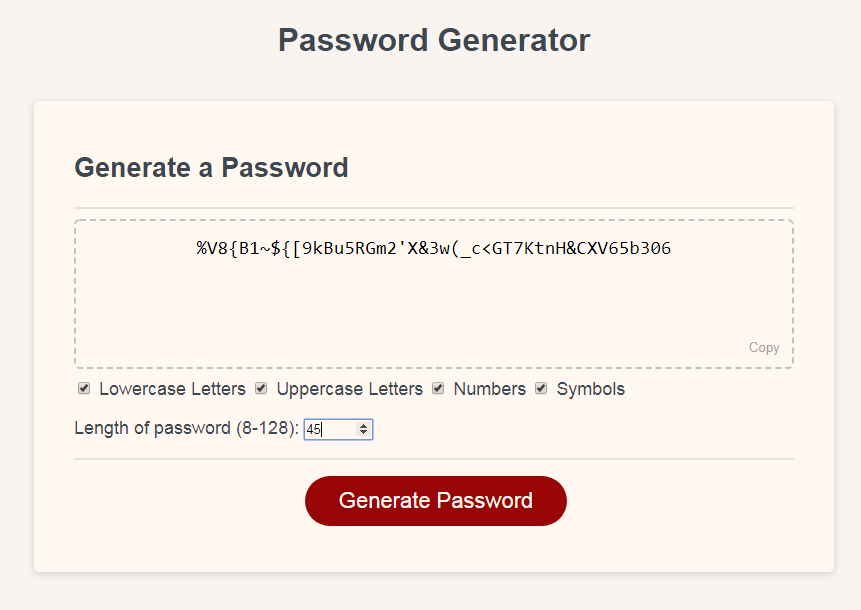 Password Generator
Generate a Password
%V8{B1~${[9kBu5RGm2'X&3w(_c<GT7KtnH&CXV65b306
Copy
Lowercase Letters Uppercase Letters Numbers Symbols
Length of password (8-128): 45
Generate Password